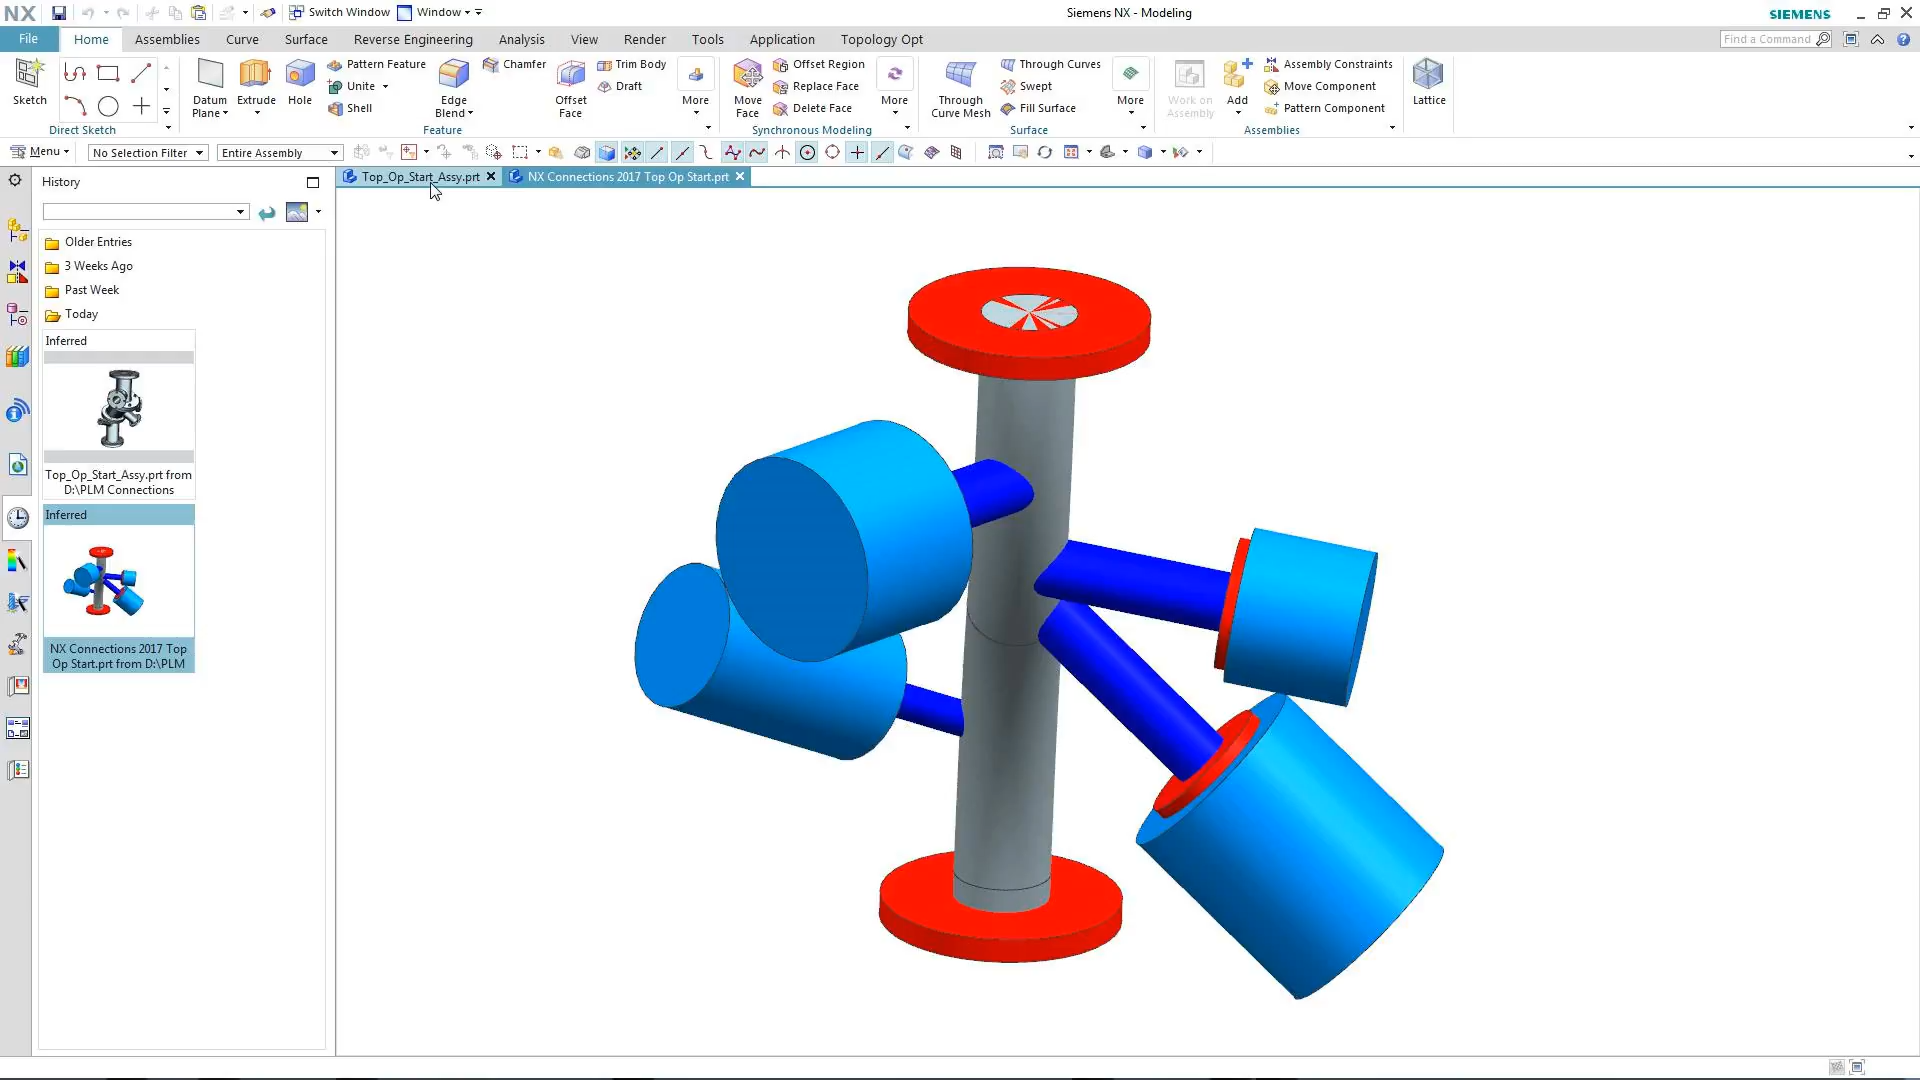 NX Switch Window Window Siemens NX - Modeling SIEMENS
File Home Assemblies Curve Surface Reverse Engineering Analysis View Render Tools Application Topology Opt Find a Command
Sketch
Direct Sketch
Datum Plane
Extrude
Hole
Pattern Feature
Unite
Shell
Edge Blend
Chamfer
Offset Face
Trim Body
Draft
More
Feature
Move Face
Offset Region
Replace Face
Delete Face
More
Synchronous Modeling
Through Curve Mesh
Through Curves
Swept
Fill Surface
More
Surface
Work on Assembly
Add
Assembly Constraints
Move Component
Pattern Component
Assemblies
Lattice
Menu No Selection Filter Entire Assembly
History
Top_Op_Start_Assy.prt NX Connections 2017 Top Op Start.prt
Older Entries
3 Weeks Ago
Past Week
Today
Inferred
Top_Op_Start_Assy.prt from
D:\PLM Connections
Inferred
NX Connections 2017 Top
Op Start.prt from D:\PLM